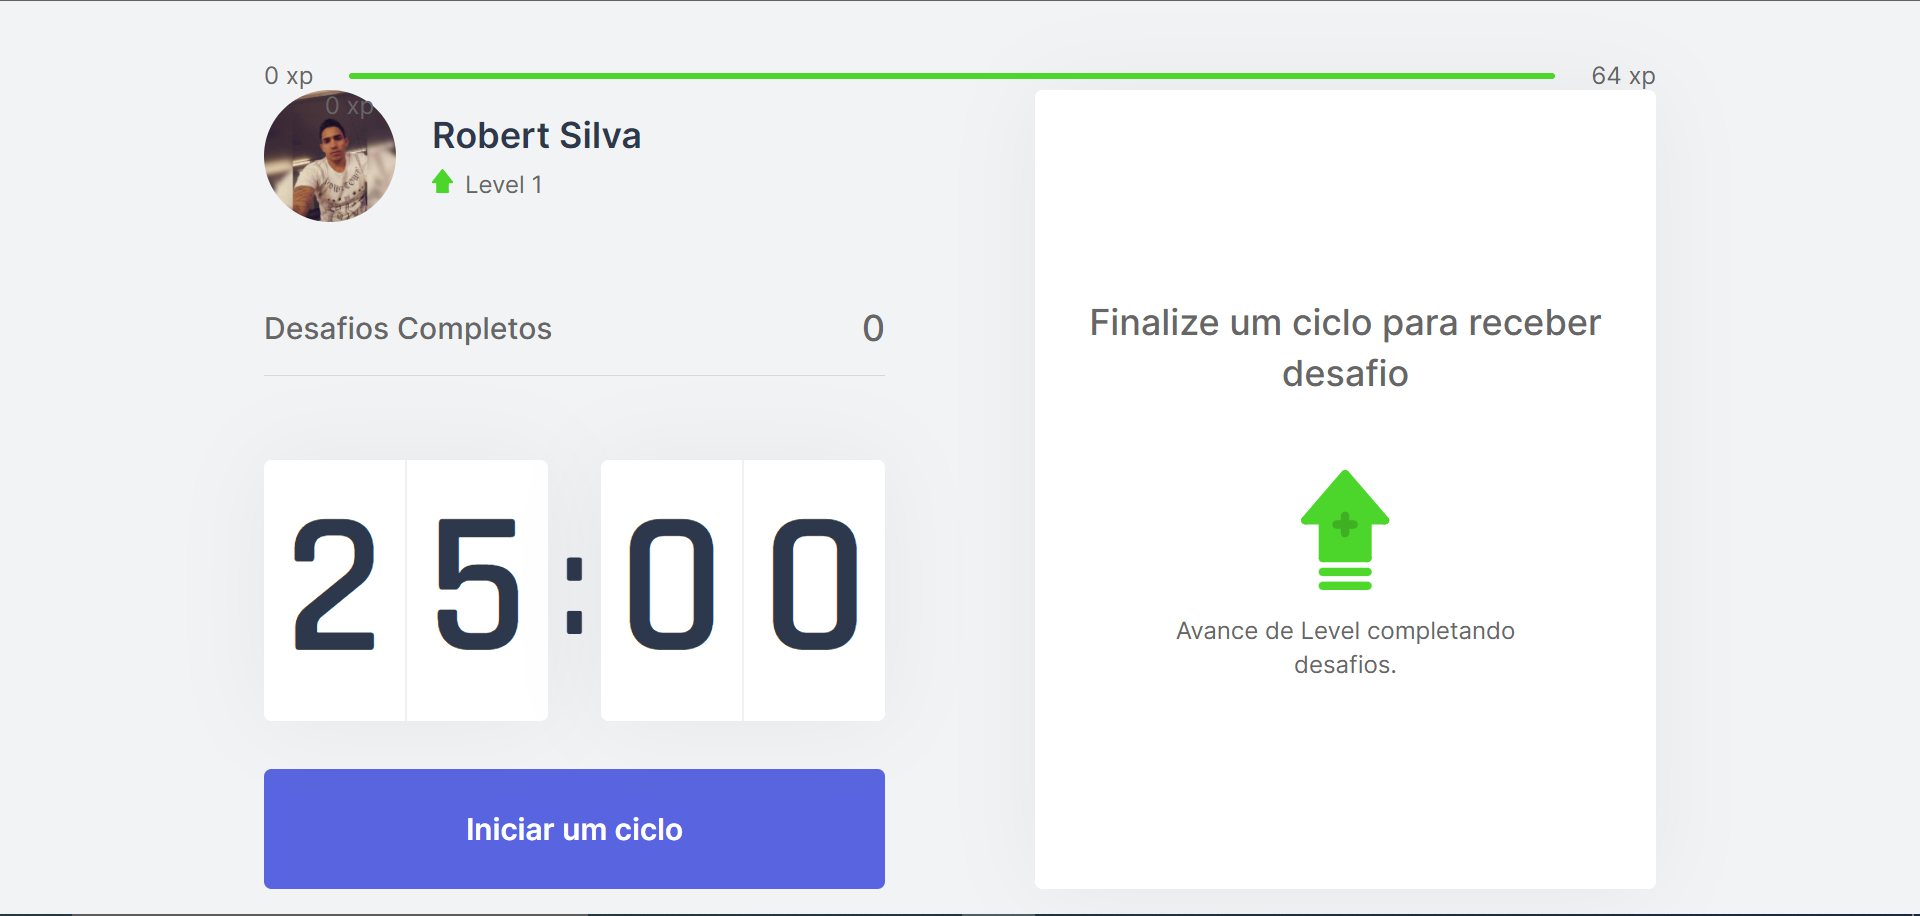 0 xp
64 xp
0 xp
Robert Silva
Level 1
Desafios Completos
0
25:00
Iniciar um ciclo
Finalize um ciclo para receber
desafio
Avance de Level completando
desafios.